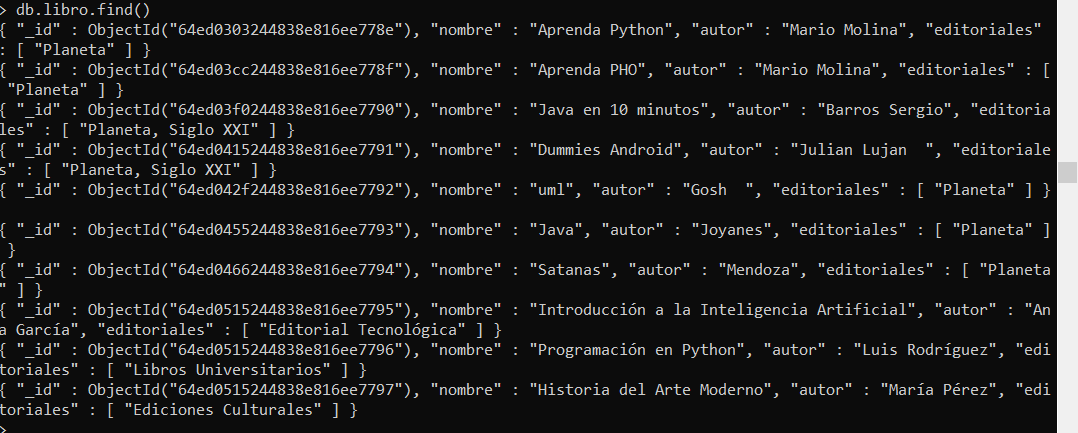 > db.libro.find()
{ "_id" : ObjectId("64ed0303244838e816ee778e"), "nombre" : "Aprenda Python", "autor" : "Mario Molina", "editoriales"
: [ "Planeta" ] }
{ "_id" : ObjectId("64ed03cc244838e816ee778f"), "nombre" : "Aprenda PHO", "autor" : "Mario Molina", "editoriales" : [
"Planeta" ] }
{ "_id" : ObjectId("64ed03f0244838e816ee7790"), "nombre" : "Java en 10 minutos", "autor" : "Barros Sergio", "editoria
les" : [ "Planeta, Siglo XXI" ] }
{ "_id" : ObjectId("64ed0415244838e816ee7791"), "nombre" : "Dummies Android", "autor" : "Julian Lujan  ", "editoriale
s" : [ "Planeta, Siglo XXI" ] }
{ "_id" : ObjectId("64ed042f244838e816ee7792"), "nombre" : "uml", "autor" : "Gosh  ", "editoriales" : [ "Planeta" ] }
{ "_id" : ObjectId("64ed0455244838e816ee7793"), "nombre" : "Java", "autor" : "Joyanes", "editoriales" : [ "Planeta" ]
}
{ "_id" : ObjectId("64ed0466244838e816ee7794"), "nombre" : "Satanas", "autor" : "Mendoza", "editoriales" : [ "Planeta
" ] }
{ "_id" : ObjectId("64ed0515244838e816ee7795"), "nombre" : "Introducción a la Inteligencia Artificial", "autor" : "An
a García", "editoriales" : [ "Editorial Tecnológica" ] }
{ "_id" : ObjectId("64ed0515244838e816ee7796"), "nombre" : "Programación en Python", "autor" : "Luis Rodríguez", "edi
toriales" : [ "Libros Universitarios" ] }
{ "_id" : ObjectId("64ed0515244838e816ee7797"), "nombre" : "Historia del Arte Moderno", "autor" : "María Pérez", "edi
toriales" : [ "Ediciones Culturales" ] }
>